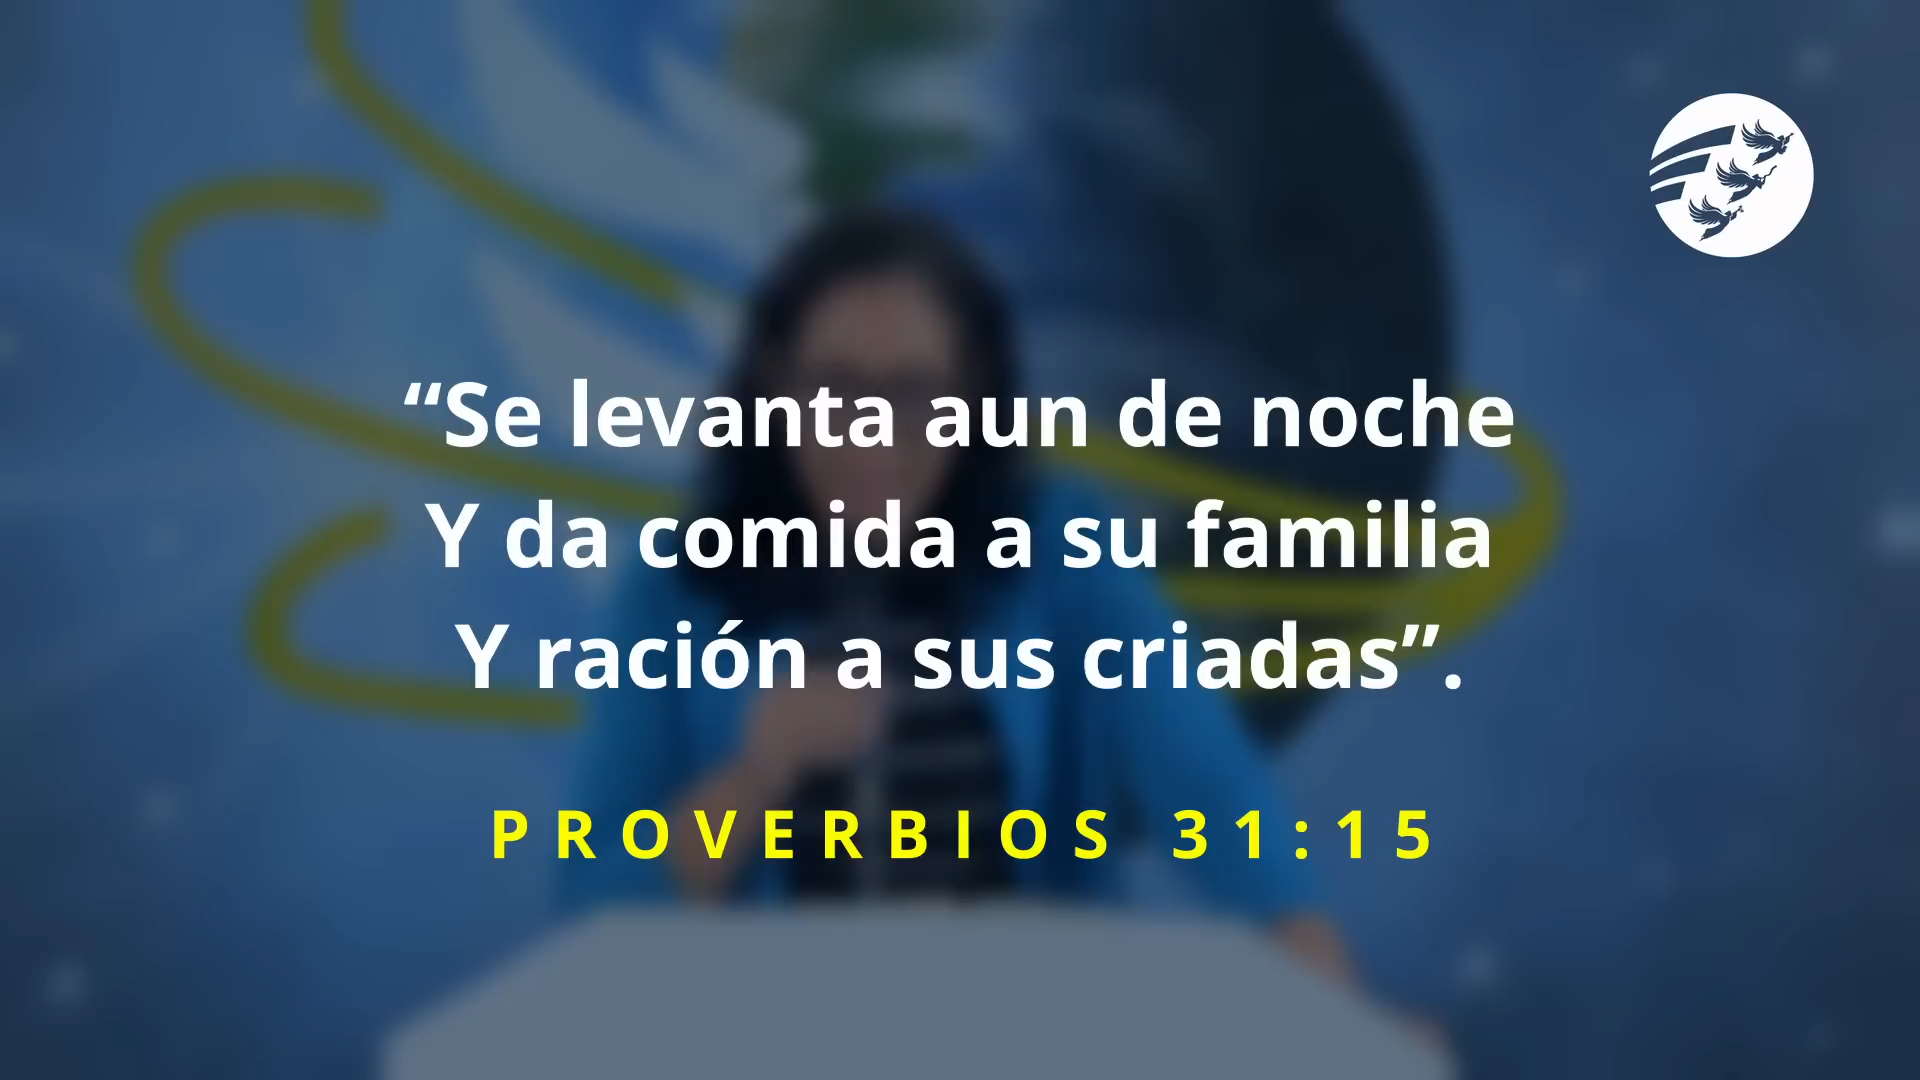 “Se levanta aun de noche
Y da comida a su familia
Y ración a sus criadas”.
PROVERBIOS 31:15